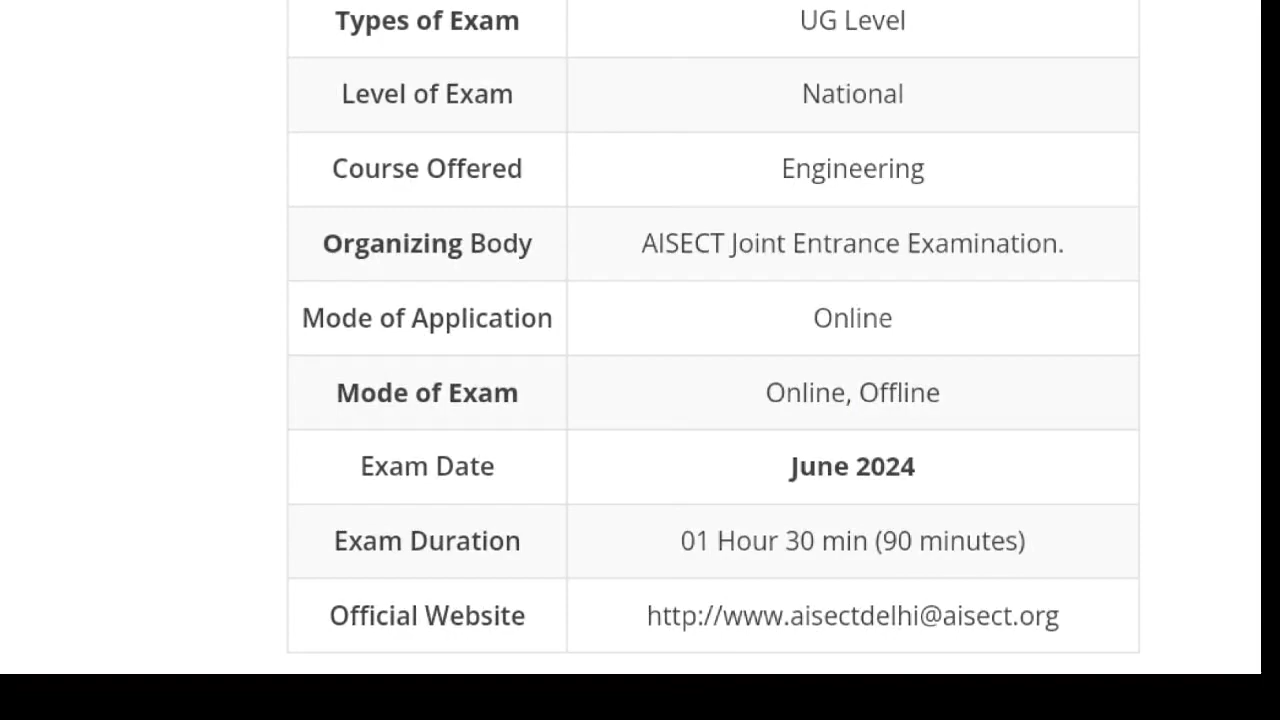 Types of Exam UG Level
Level of Exam National
Course Offered Engineering
Organizing Body AISECT Joint Entrance Examination.
Mode of Application Online
Mode of Exam Online, Offline
Exam Date June 2024
Exam Duration 01 Hour 30 min (90 minutes)
Official Website http://www.aisectdelhi@aisect.org